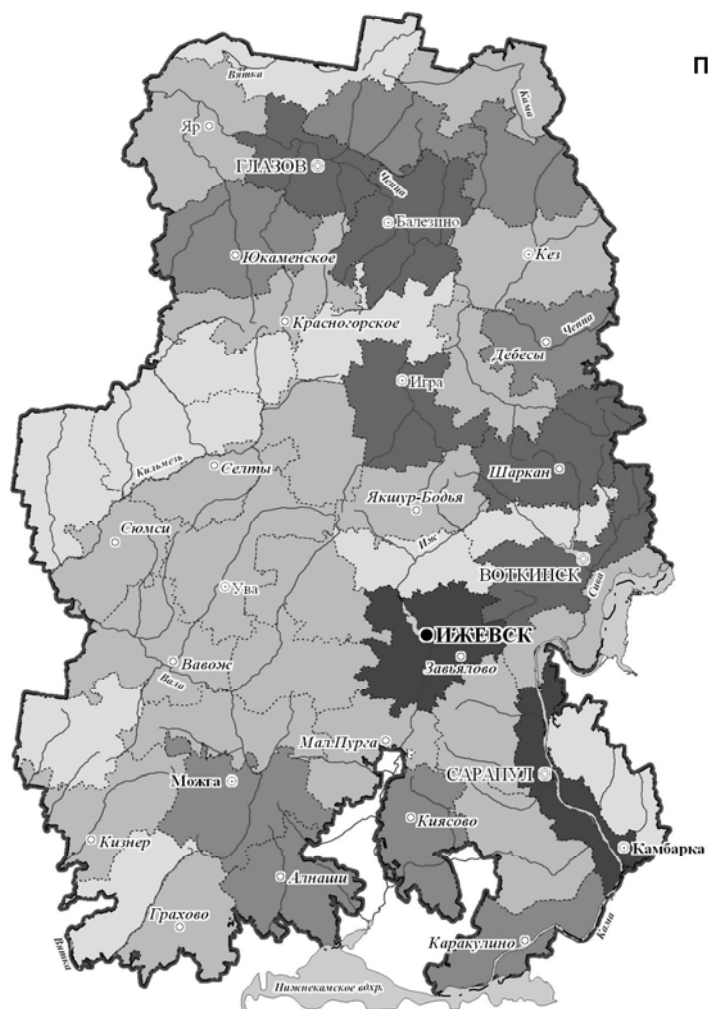 П
Вятка
Кама
Яр
ГЛАЗОВ
Чепца
Балезино
Юкаменское
Кез
Красногорское
Чепца
Дебесы
Игра
Кильмезь
Селты
Шаркан
Якшур-Бодья
Сюмси
Иж
ВОТКИНСК
Ува
Сива
ИЖЕВСК
Завьялово
Вавож
Вала
Мал.Пурга
Можга
САРАПУЛ
Киясово
Кизнер
Камбарка
Алнаши
Грахово
Кама
Каракулино
Вятка
Нижнекамское вдхр.